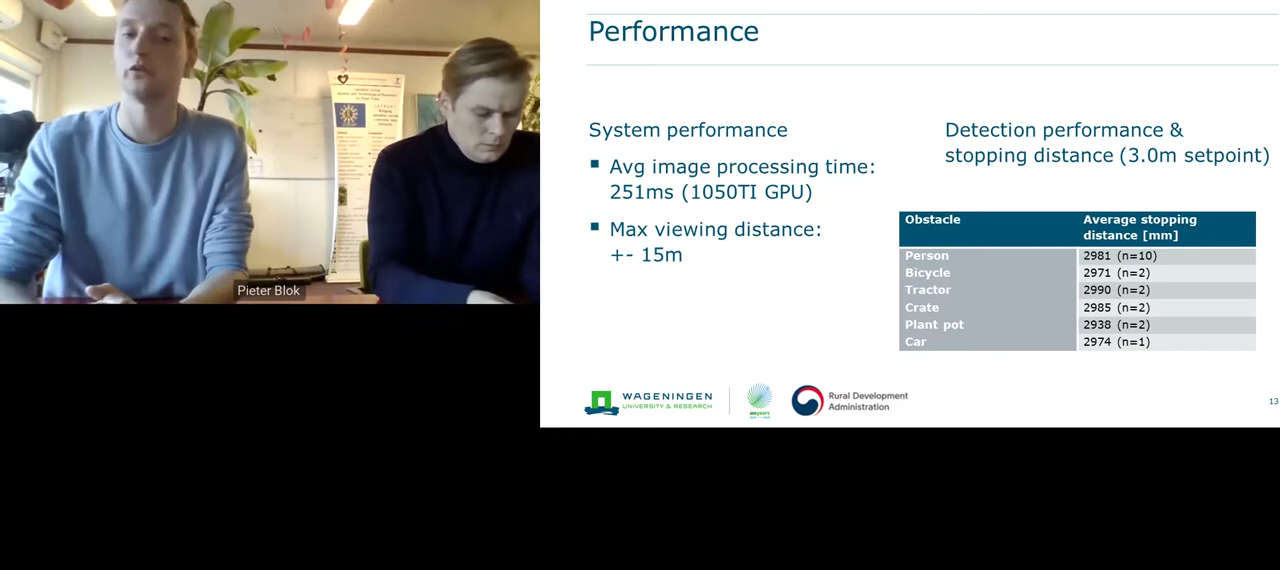 Pieter Blok
Performance
System performance
▪ Avg image processing time:
251ms (1050TI GPU)
▪ Max viewing distance:
+- 15m
Detection performance &
stopping distance (3.0m setpoint)
Obstacle Average stopping
distance [mm]
Person 2981 (n=10)
Bicycle 2971 (n=2)
Tractor 2990 (n=2)
Crate 2985 (n=2)
Plant pot 2938 (n=2)
Car 2974 (n=1)
WAGENINGEN
UNIVERSITY & RESEARCH
Rural Development
Administration
13